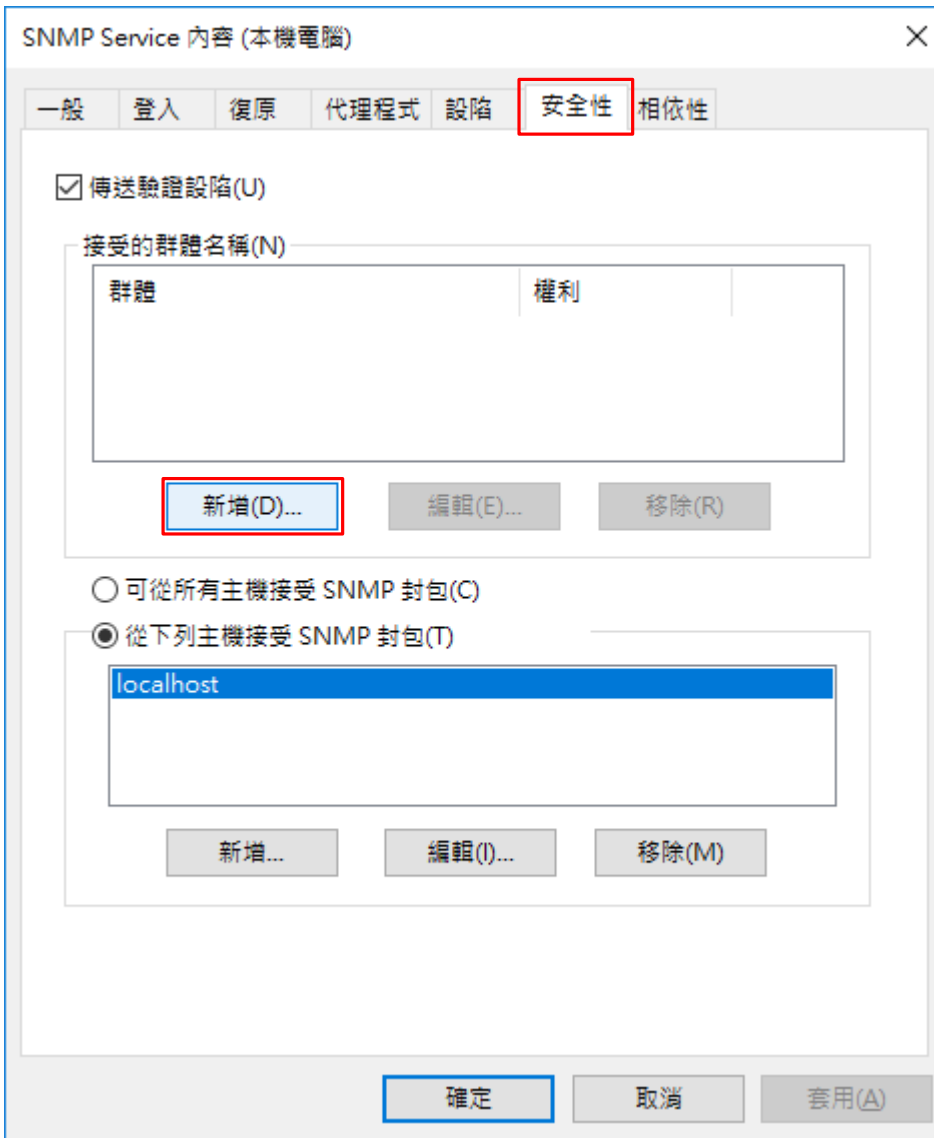 SNMP Service 內容 (本機電腦)
一般 登入 復原 代理程式 設陷 安全性 相依性
傳送驗證設陷(U)
接受的群體名稱(N)
群體 權利
新增(D)... 編輯(E)... 移除(R)
可從所有主機接受 SNMP 封包(C)
從下列主機接受 SNMP 封包(T)
localhost
新增... 編輯(I)... 移除(M)
確定 取消 套用(A)